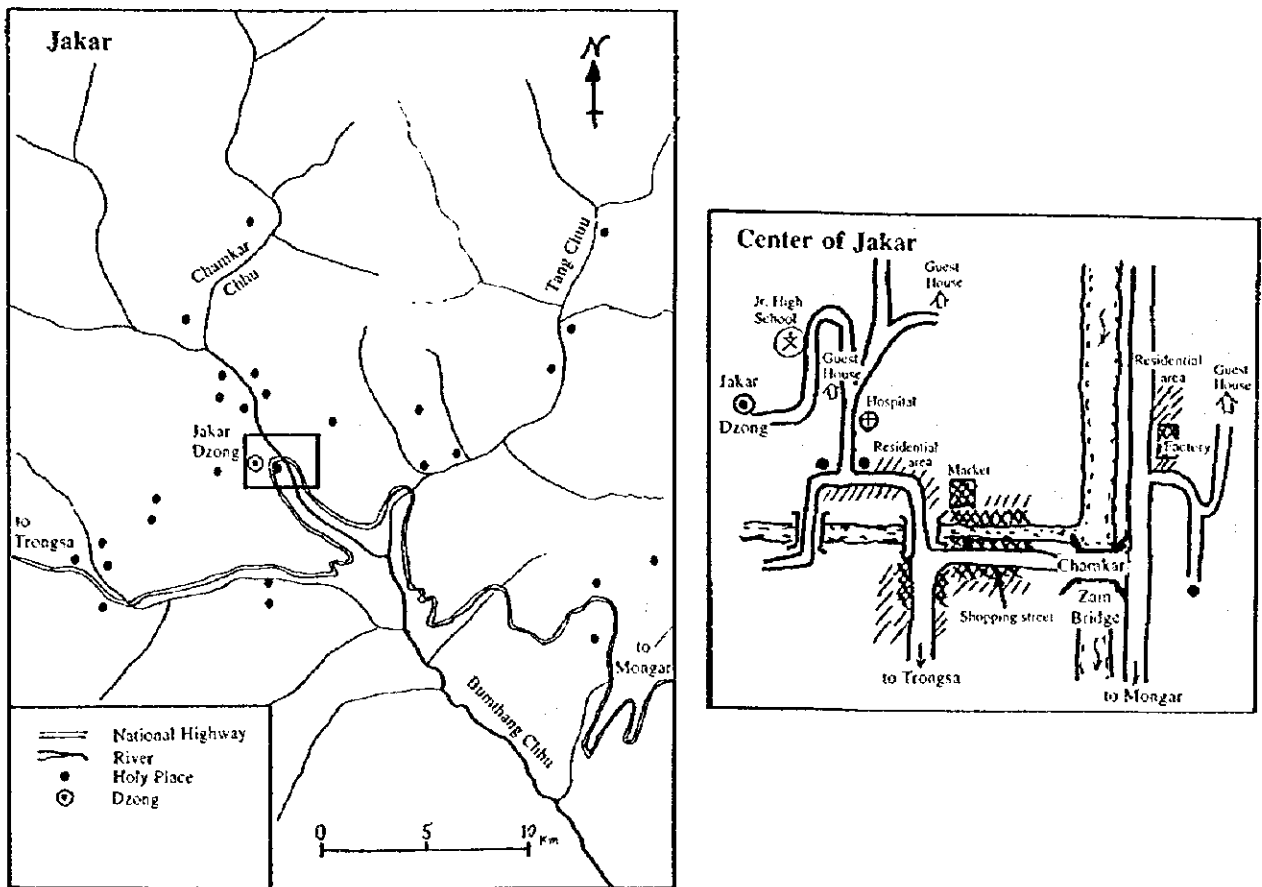 Jakar
N
Chamkar
Chhu
Tang Chhu
Jakar
Dzong
to
Trongsa
to
Mongar
Bumthang Chhu
National Highway
River
Holy Place
Dzong
0 5 10 km
Center of Jakar
Guest
House
Jr. High
School
Guest
House
Jakar
Dzong
Hospital
Residential
area
Market
Residential
area
Guest
House
Factory
Chamkar
Zam
Bridge
Shopping street
to Trongsa
to Mongar